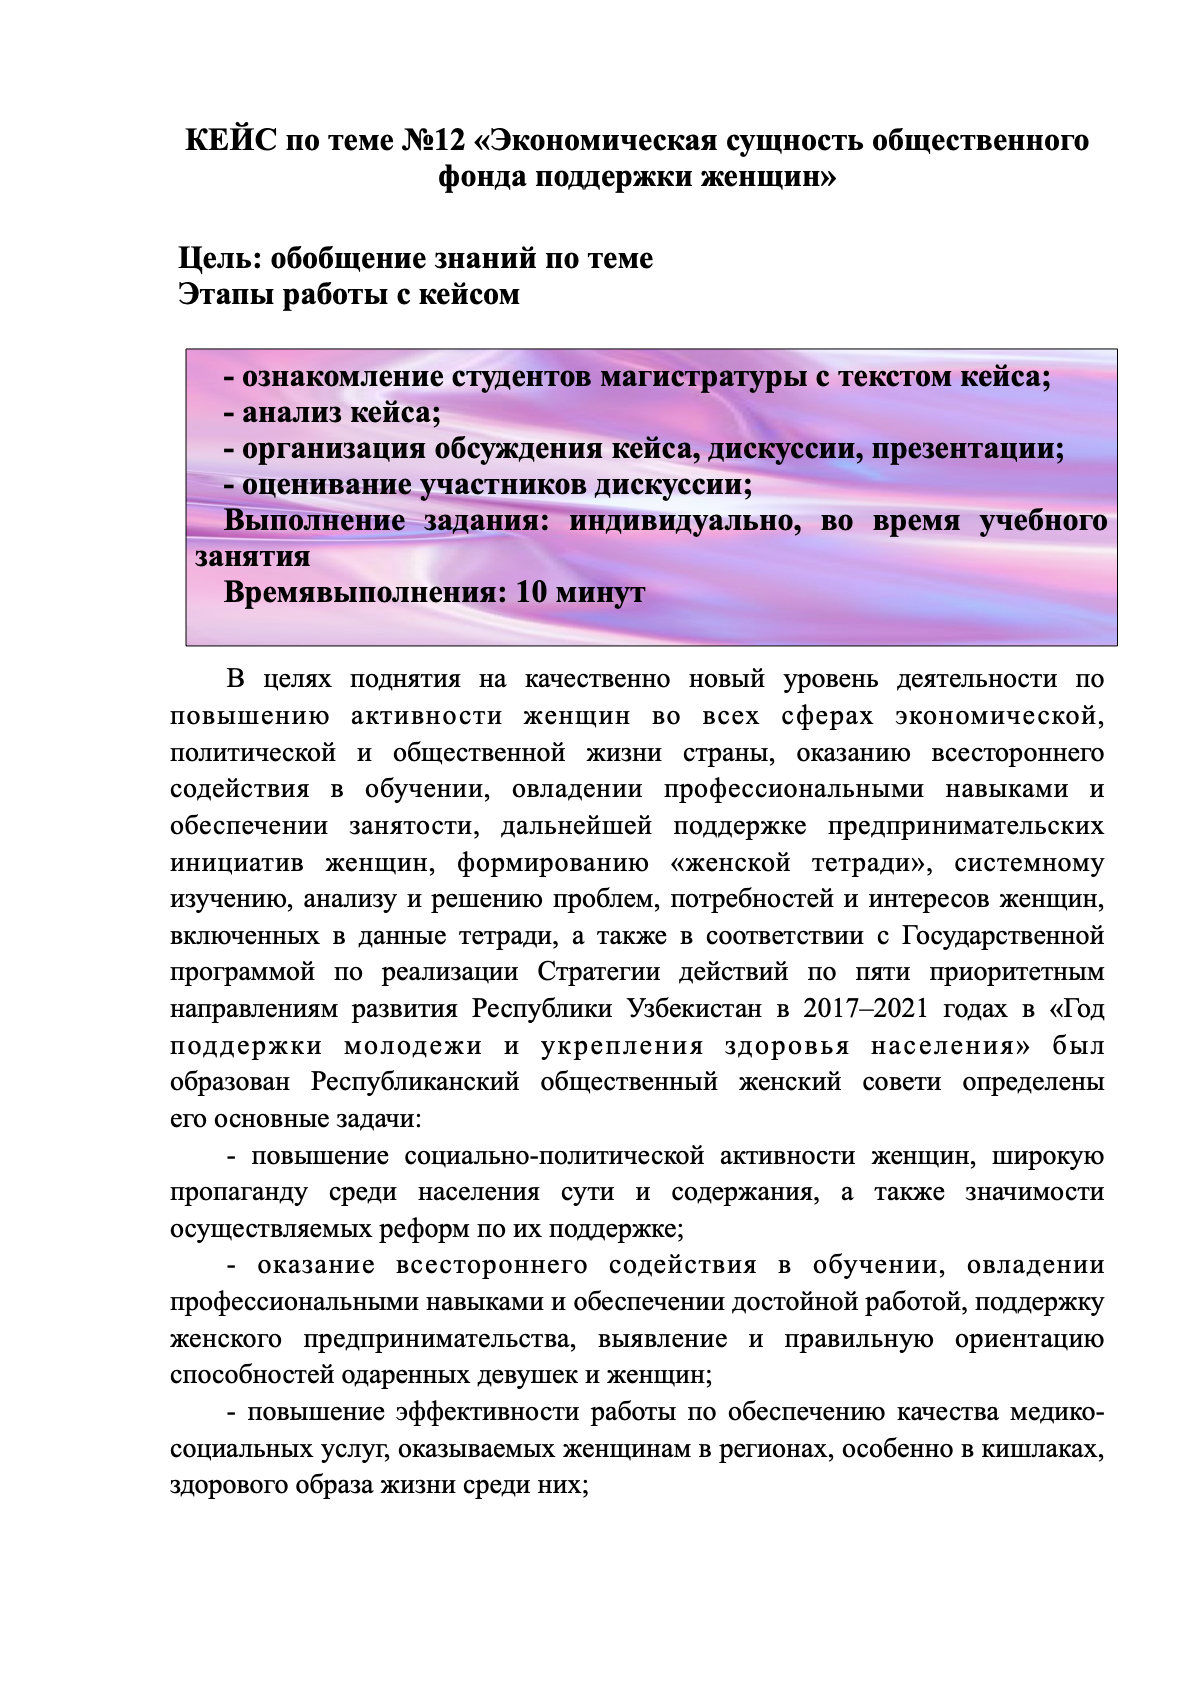 КЕЙС по теме №12 «Экономическая сущность общественного
фонда поддержки женщин»
Цель: обобщение знаний по теме
Этапы работы с кейсом
- ознакомление студентов магистратуры с текстом кейса;
- анализ кейса;
- организация обсуждения кейса, дискуссии, презентации;
- оценивание участников дискуссии;
Выполнение задания: индивидуально, во время учебного
занятия
Времявыполнения: 10 минут
В целях поднятия на качественно новый уровень деятельности по
повышению активности женщин во всех сферах экономической,
политической и общественной жизни страны, оказанию всестороннего
содействия в обучении, овладении профессиональными навыками и
обеспечении занятости, дальнейшей поддержке предпринимательских
инициатив женщин, формированию «женской тетради», системному
изучению, анализу и решению проблем, потребностей и интересов женщин,
включенных в данные тетради, а также в соответствии с Государственной
программой по реализации Стратегии действий по пяти приоритетным
направлениям развития Республики Узбекистан в 2017–2021 годах в «Год
поддержки молодежи и укрепления здоровья населения» был
образован Республиканский общественный женский совети определены
его основные задачи:
- повышение социально-политической активности женщин, широкую
пропаганду среди населения сути и содержания, а также значимости
осуществляемых реформ по их поддержке;
- оказание всестороннего содействия в обучении, овладении
профессиональными навыками и обеспечении достойной работой, поддержку
женского предпринимательства, выявление и правильную ориентацию
способностей одаренных девушек и женщин;
- повышение эффективности работы по обеспечению качества медико-
социальных услуг, оказываемых женщинам в регионах, особенно в кишлаках,
здорового образа жизни среди них;